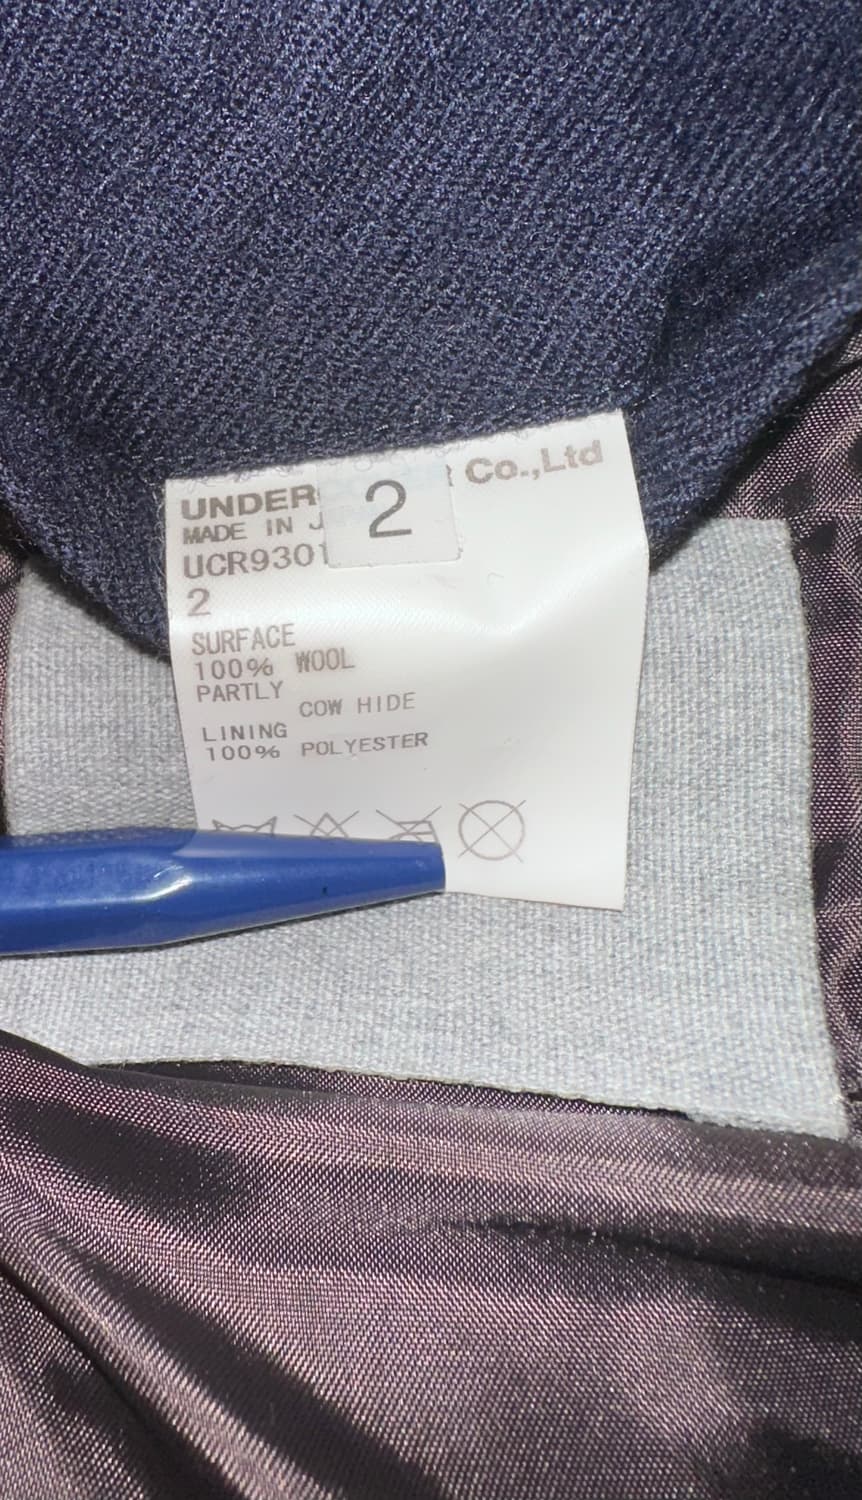 UNDER Co.,Ltd
2
MADE IN
UCR9301
2
SURFACE
100% WOOL
PARTLY
COW HIDE
LINING
100% POLYESTER